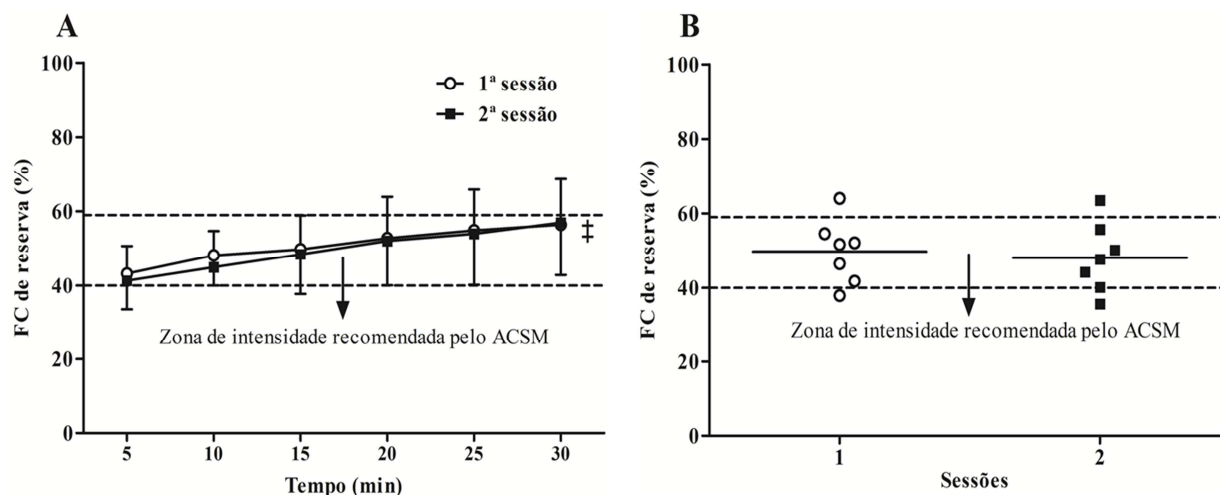 A
FC de reserva (%)
100
80
60
40
20
0
1ª sessão
2ª sessão
‡
Zona de intensidade recomendada pelo ACSM
5 10 15 20 25 30
Tempo (min)
B
FC de reserva (%)
100
80
60
40
20
0
Zona de intensidade recomendada pelo ACSM
1 2
Sessões